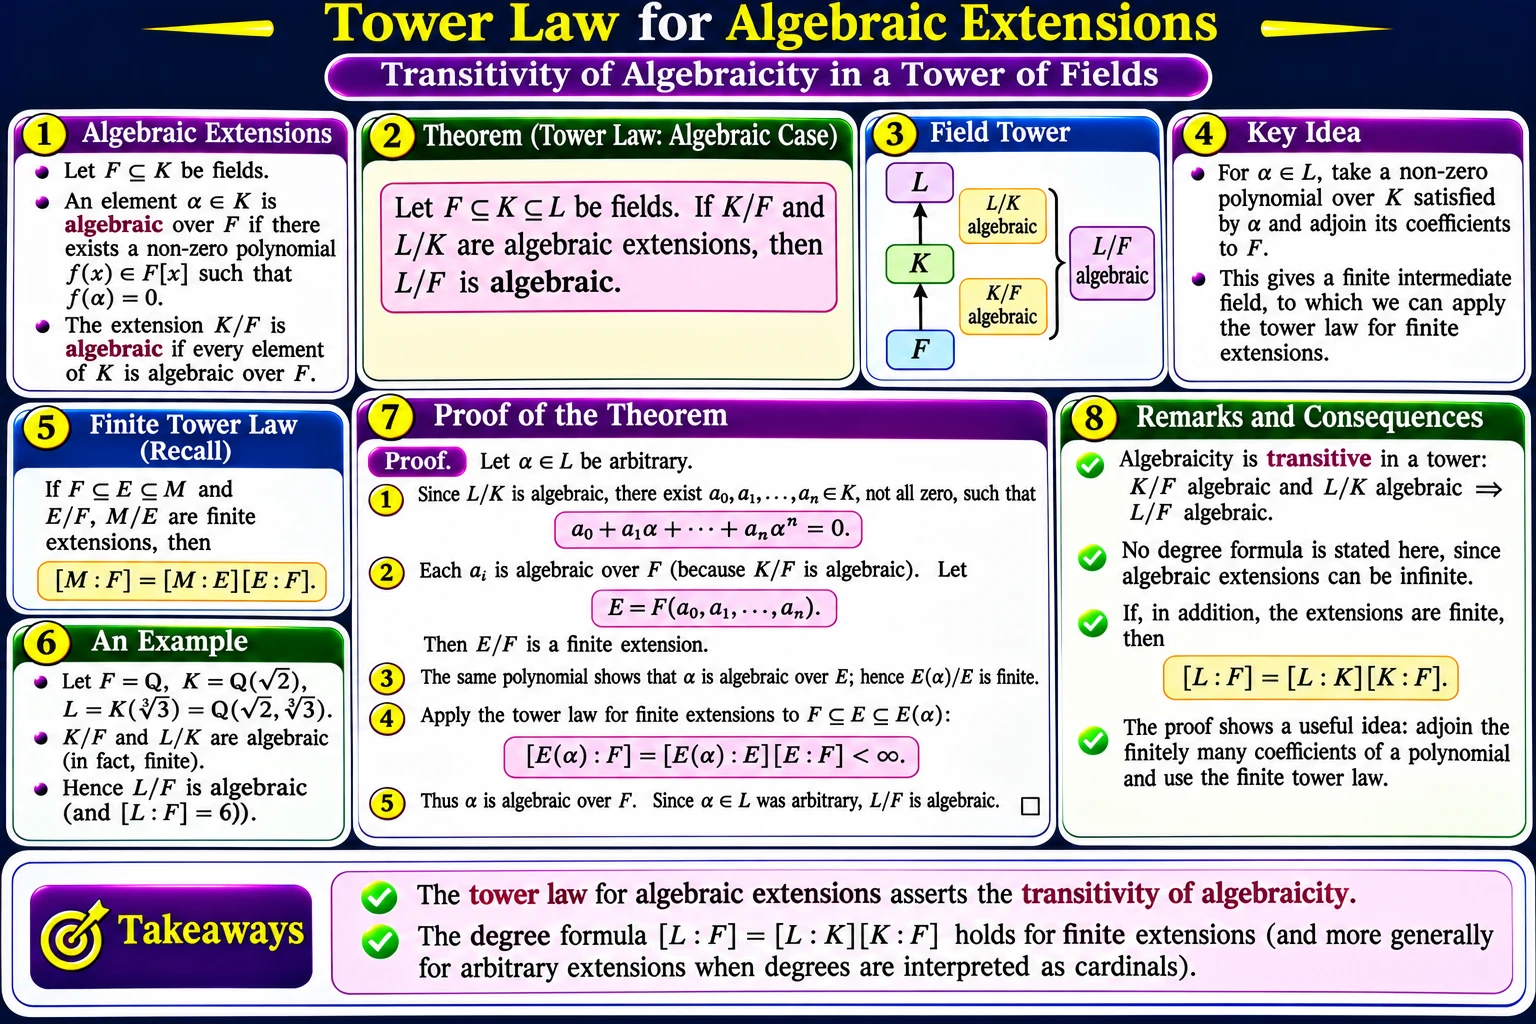 Tower Law for Algebraic Extensions
Transitivity of Algebraicity in a Tower of Fields
1 Algebraic Extensions
Let F ⊆ K be fields.
An element α ∈ K is
algebraic over F if there
exists a non-zero polynomial
f(x) ∈ F[x] such that
f(α) = 0.
The extension K/F is
algebraic if every element
of K is algebraic over F.
2 Theorem (Tower Law: Algebraic Case)
Let F ⊆ K ⊆ L be fields. If K/F and
L/K are algebraic extensions, then
L/F is algebraic.
3 Field Tower
L
K
F
L/K
algebraic
K/F
algebraic
L/F
algebraic
4 Key Idea
For α ∈ L, take a non-zero
polynomial over K satisfied
by α and adjoin its coefficients
to F.
This gives a finite intermediate
field, to which we can apply
the tower law for finite
extensions.
5 Finite Tower Law
(Recall)
If F ⊆ E ⊆ M and
E/F, M/E are finite
extensions, then
[M : F] = [M : E][E : F].
6 An Example
Let F = Q, K = Q(√2),
L = K(∛3) = Q(√2, ∛3).
K/F and L/K are algebraic
(in fact, finite).
Hence L/F is algebraic
(and [L : F] = 6)).
7 Proof of the Theorem
Proof. Let α ∈ L be arbitrary.
1 Since L/K is algebraic, there exist a₀, a₁, . . . , aₙ ∈ K, not all zero, such that
a₀ + a₁α + · · · + aₙαⁿ = 0.
2 Each aᵢ is algebraic over F (because K/F is algebraic). Let
E = F(a₀, a₁, . . . , aₙ).
Then E/F is a finite extension.
3 The same polynomial shows that α is algebraic over E; hence E(α)/E is finite.
4 Apply the tower law for finite extensions to F ⊆ E ⊆ E(α):
[E(α) : F] = [E(α) : E][E : F] < ∞.
5 Thus α is algebraic over F. Since α ∈ L was arbitrary, L/F is algebraic. □
8 Remarks and Consequences
Algebraicity is transitive in a tower:
K/F algebraic and L/K algebraic ⟹
L/F algebraic.
No degree formula is stated here, since
algebraic extensions can be infinite.
If, in addition, the extensions are finite,
then
[L : F] = [L : K][K : F].
The proof shows a useful idea: adjoin the
finitely many coefficients of a polynomial
and use the finite tower law.
Takeaways
The tower law for algebraic extensions asserts the transitivity of algebraicity.
The degree formula [L : F] = [L : K][K : F] holds for finite extensions (and more generally
for arbitrary extensions when degrees are interpreted as cardinals).